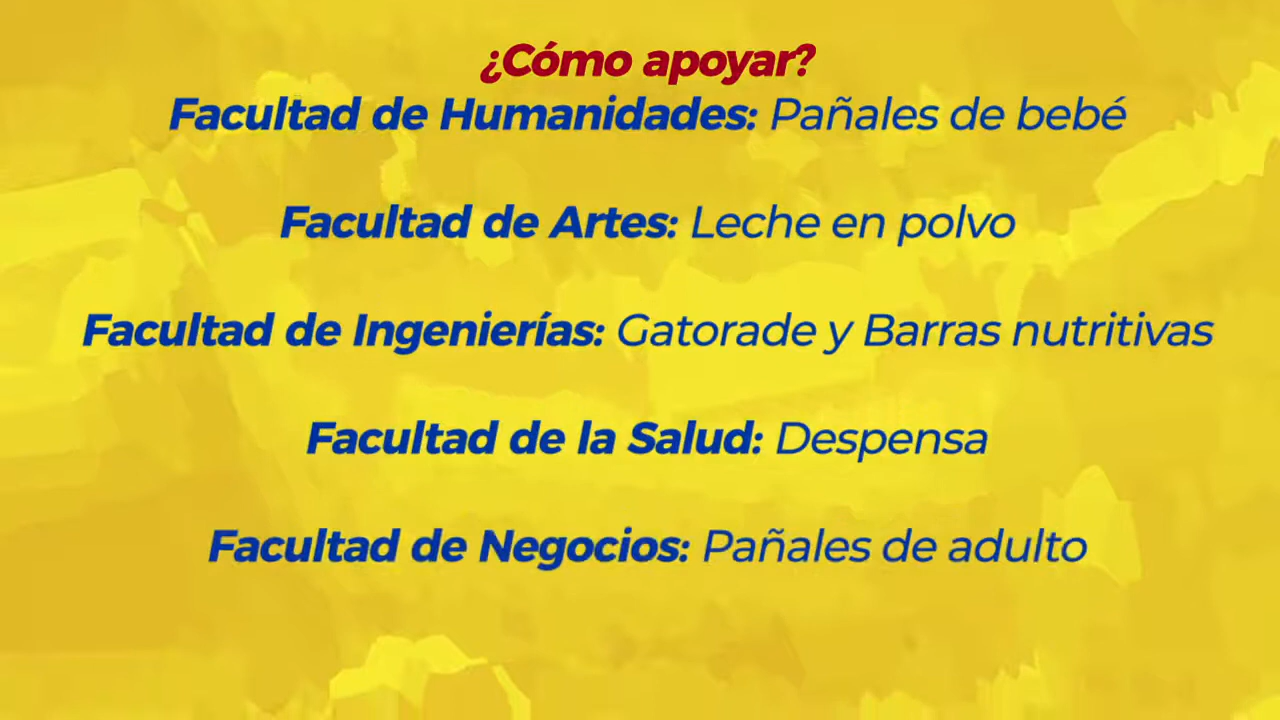 ¿Cómo apoyar?
Facultad de Humanidades: Pañales de bebé
Facultad de Artes: Leche en polvo
Facultad de Ingenierías: Gatorade y Barras nutritivas
Facultad de la Salud: Despensa
Facultad de Negocios: Pañales de adulto